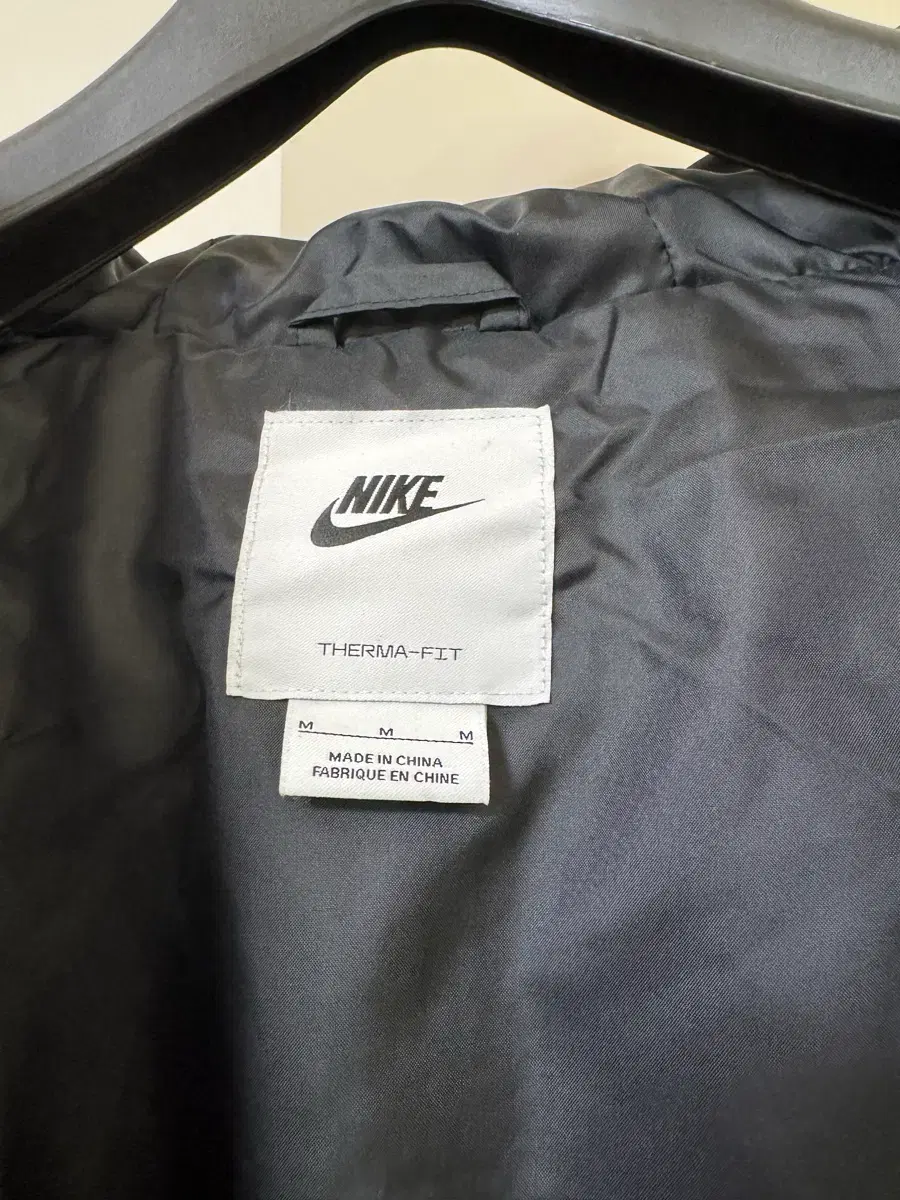 NIKE
THERMA-FIT
M M M
MADE IN CHINA
FABRIQUE EN CHINE